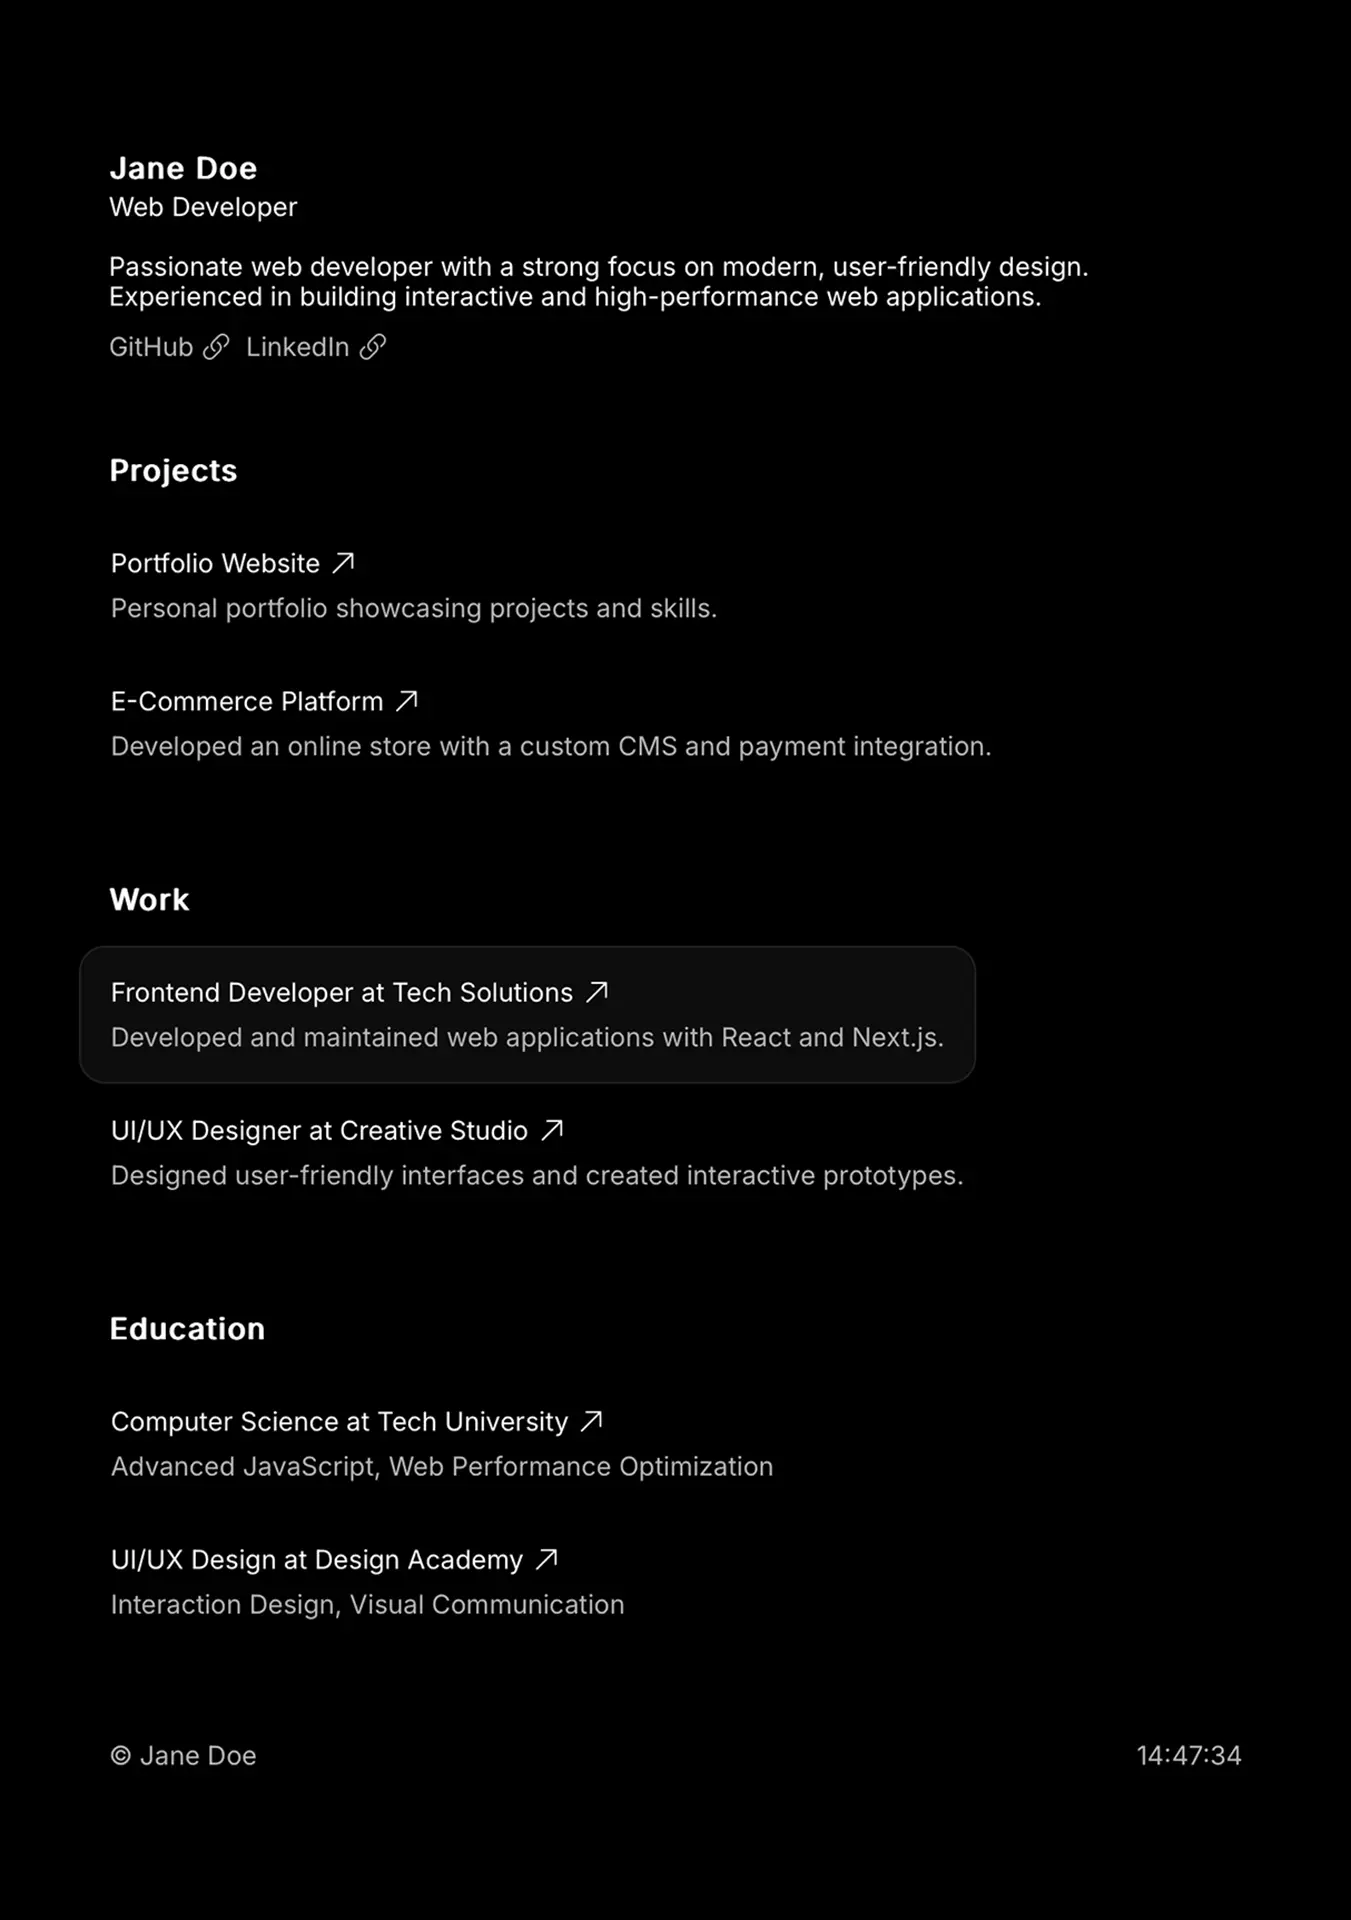 Jane Doe
Web Developer
Passionate web developer with a strong focus on modern, user-friendly design.
Experienced in building interactive and high-performance web applications.
GitHub LinkedIn
Projects
Portfolio Website
Personal portfolio showcasing projects and skills.
E-Commerce Platform
Developed an online store with a custom CMS and payment integration.
Work
Frontend Developer at Tech Solutions
Developed and maintained web applications with React and Next.js.
UI/UX Designer at Creative Studio
Designed user-friendly interfaces and created interactive prototypes.
Education
Computer Science at Tech University
Advanced JavaScript, Web Performance Optimization
UI/UX Design at Design Academy
Interaction Design, Visual Communication
© Jane Doe 14:47:34